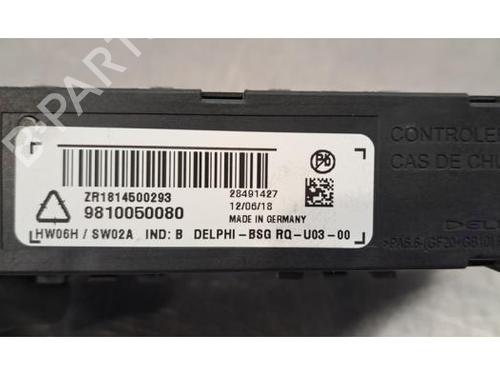 B-PARTS
ZR1814500293
28491427
9810050080
12/06/18
MADE IN GERMANY
HW06H / SW02A IND: B DELPHI-BSG RQ-U03-00
CONTROLE
CAS DE CH